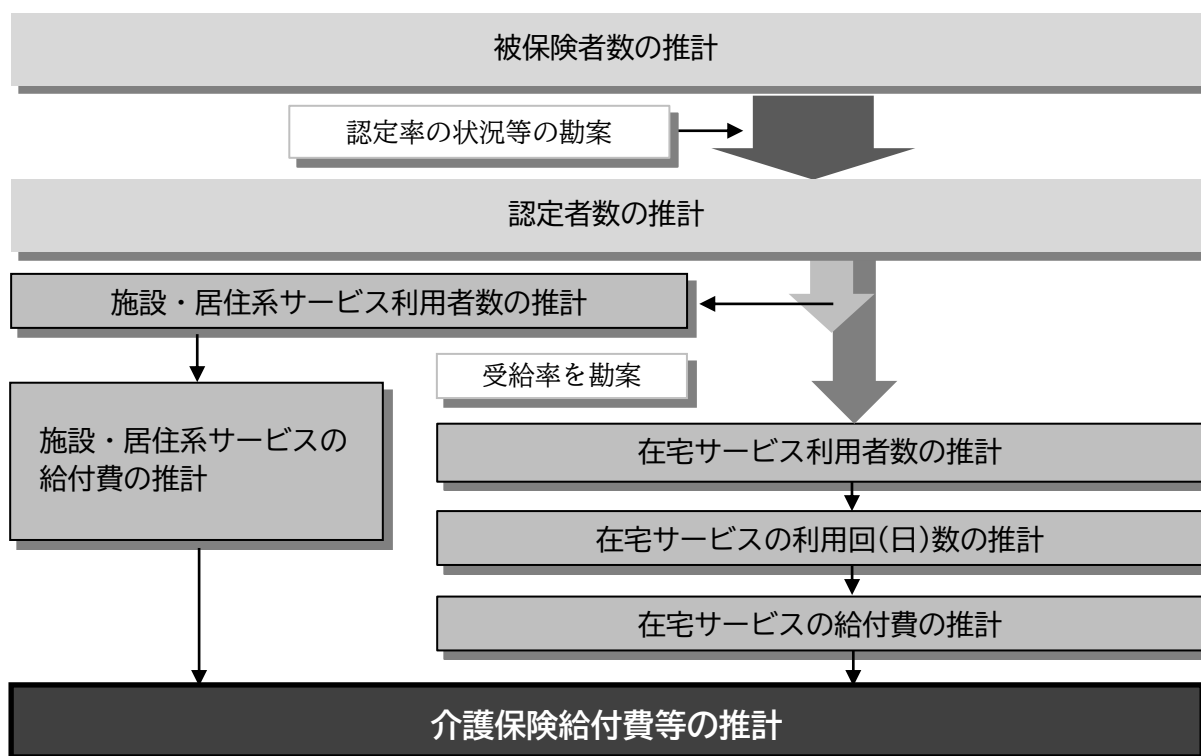 被保険者数の推計
認定率の状況等の勘案
認定者数の推計
施設・居住系サービス利用者数の推計
受給率を勘案
施設・居住系サービスの
給付費の推計
在宅サービス利用者数の推計
在宅サービスの利用回(日)数の推計
在宅サービスの給付費の推計
介護保険給付費等の推計